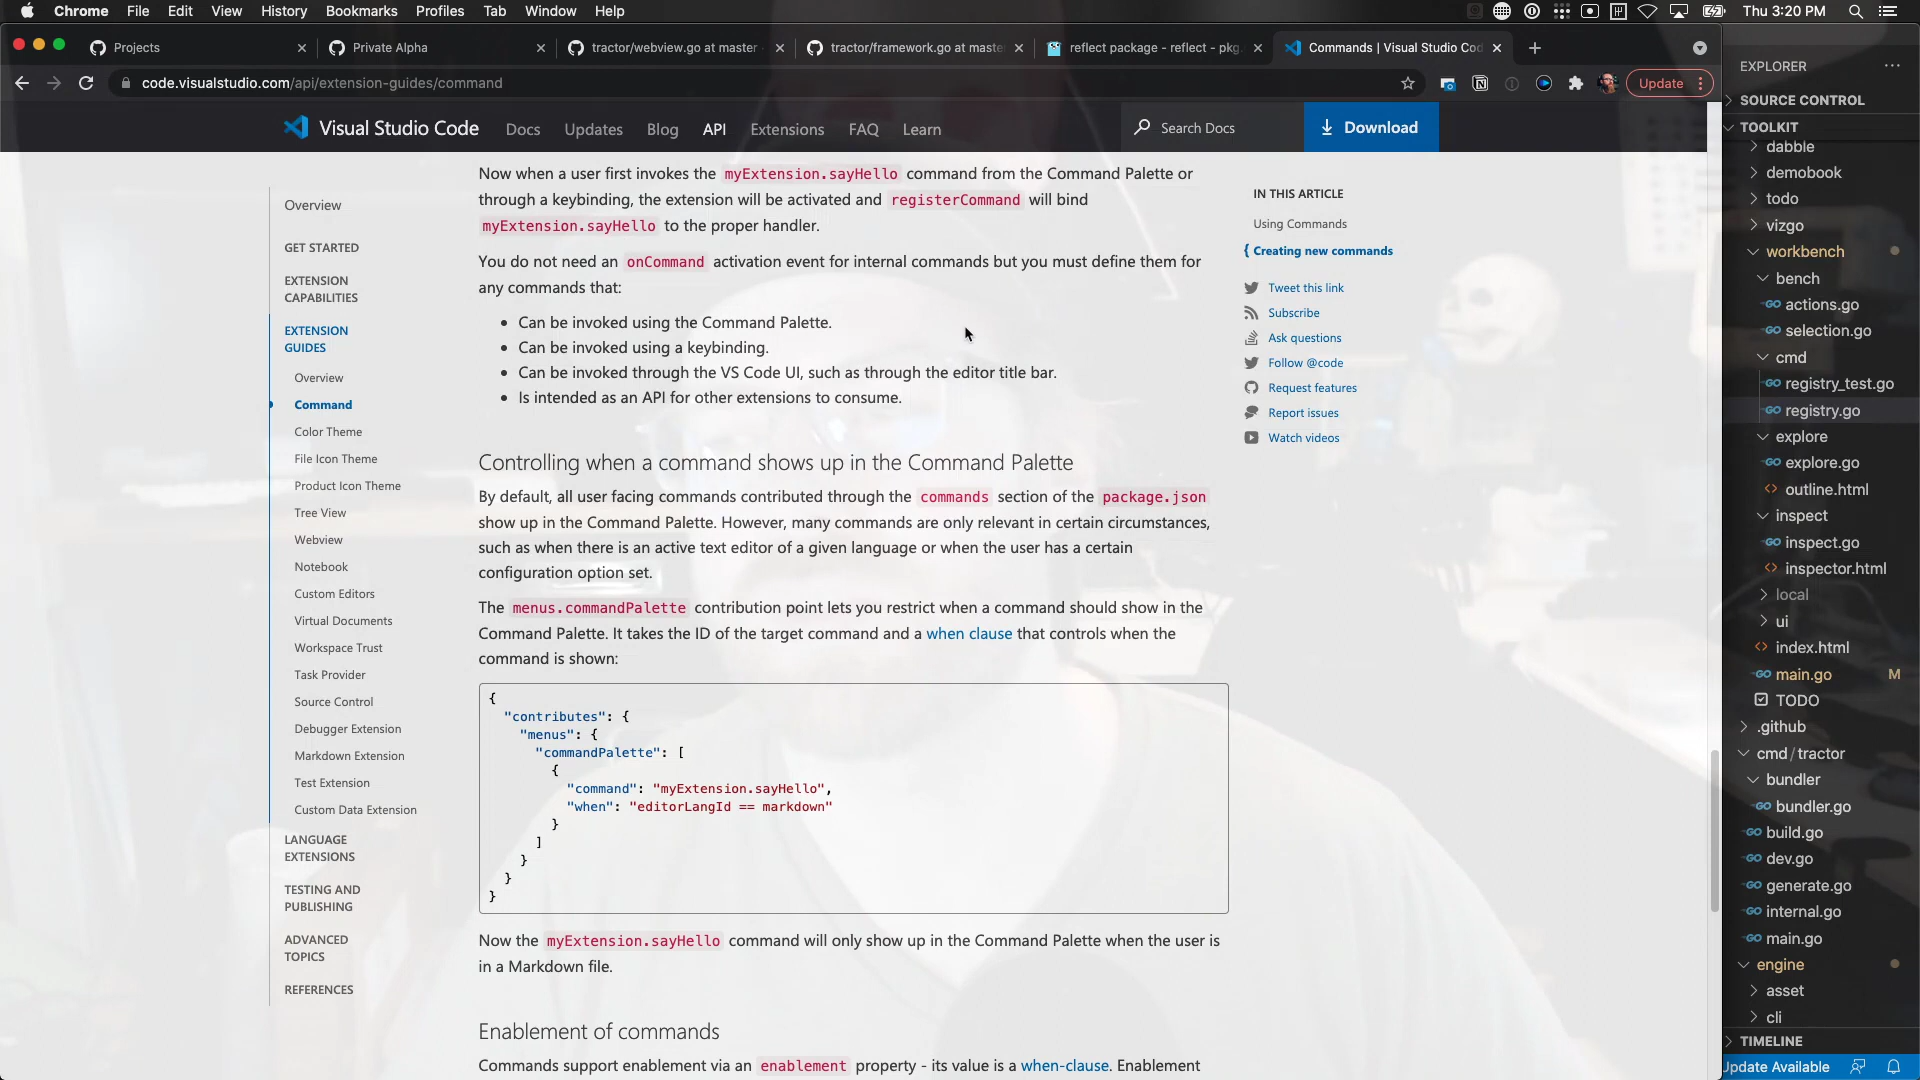 Chrome File Edit View History Bookmarks Profiles Tab Window Help
Thu 3:20 PM
Projects
Private Alpha
tractor/webview.go at master
tractor/framework.go at maste
reflect package - reflect - pkg.
Commands | Visual Studio Cod
code.visualstudio.com/api/extension-guides/command
Update
Visual Studio Code Docs Updates Blog API Extensions FAQ Learn
Search Docs
Download
Overview
GET STARTED
EXTENSION
CAPABILITIES
EXTENSION
GUIDES
Overview
Command
Color Theme
File Icon Theme
Product Icon Theme
Tree View
Webview
Notebook
Custom Editors
Virtual Documents
Workspace Trust
Task Provider
Source Control
Debugger Extension
Markdown Extension
Test Extension
Custom Data Extension
LANGUAGE
EXTENSIONS
TESTING AND
PUBLISHING
ADVANCED
TOPICS
REFERENCES
Now when a user first invokes the myExtension.sayHello command from the Command Palette or
through a keybinding, the extension will be activated and registerCommand will bind
myExtension.sayHello to the proper handler.
You do not need an onCommand activation event for internal commands but you must define them for
any commands that:
• Can be invoked using the Command Palette.
• Can be invoked using a keybinding.
• Can be invoked through the VS Code UI, such as through the editor title bar.
• Is intended as an API for other extensions to consume.
Controlling when a command shows up in the Command Palette
By default, all user facing commands contributed through the commands section of the package.json
show up in the Command Palette. However, many commands are only relevant in certain circumstances,
such as when there is an active text editor of a given language or when the user has a certain
configuration option set.
The menus.commandPalette contribution point lets you restrict when a command should show in the
Command Palette. It takes the ID of the target command and a when clause that controls when the
command is shown:
{
"contributes": {
"menus": {
"commandPalette": [
{
"command": "myExtension.sayHello",
"when": "editorLangId == markdown"
}
]
}
}
}
Now the myExtension.sayHello command will only show up in the Command Palette when the user is
in a Markdown file.
Enablement of commands
Commands support enablement via an enablement property - its value is a when-clause. Enablement
IN THIS ARTICLE
Using Commands
{ Creating new commands
Tweet this link
Subscribe
Ask questions
Follow @code
Request features
Report issues
Watch videos
EXPLORER
SOURCE CONTROL
TOOLKIT
dabble
demobook
todo
vizgo
workbench
bench
actions.go
selection.go
cmd
registry_test.go
registry.go
explore
explore.go
outline.html
inspect
inspect.go
inspector.html
local
ui
index.html
main.go M
TODO
.github
cmd / tractor
bundler
bundler.go
build.go
dev.go
generate.go
internal.go
main.go
engine
asset
cli
TIMELINE
Update Available